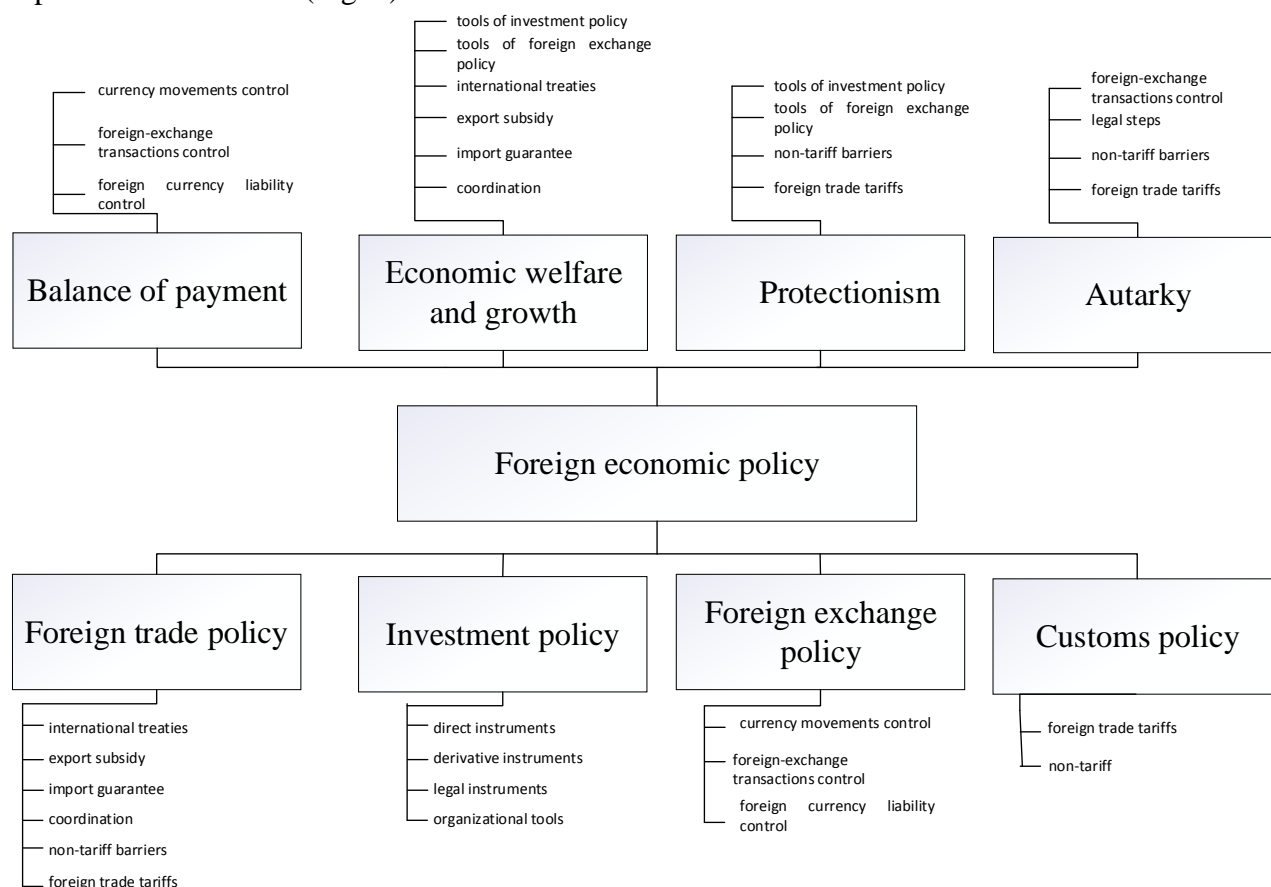 tools of investment policy
tools of foreign exchange
policy
international treaties
export subsidy
import guarantee
coordination
currency movements control
foreign-exchange
transactions control
foreign currency liability
control
tools of investment policy
tools of foreign exchange
policy
non-tariff barriers
foreign trade tariffs
foreign-exchange
transactions control
legal steps
non-tariff barriers
foreign trade tariffs
Balance of payment
Economic welfare
and growth
Protectionism
Autarky
Foreign economic policy
Foreign trade policy
Investment policy
Foreign exchange
policy
Customs policy
international treaties
export subsidy
import guarantee
coordination
non-tariff barriers
foreign trade tariffs
direct instruments
derivative instruments
legal instruments
organizational tools
currency movements control
foreign-exchange
transactions control
foreign currency liability
control
foreign trade tariffs
non-tariff